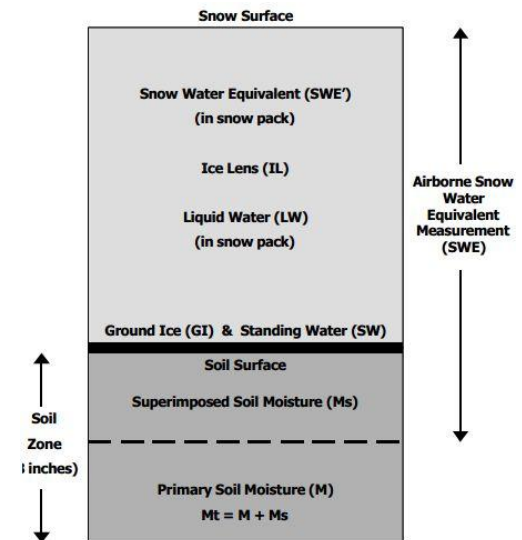 Snow Surface
Snow Water Equivalent (SWE')
(in snow pack)
Ice Lens (IL)
Liquid Water (LW)
(in snow pack)
Airborne Snow
Water
Equivalent
Measurement
(SWE)
Ground Ice (GI) & Standing Water (SW)
Soil Surface
Superimposed Soil Moisture (Ms)
Soil
Zone
inches)
Primary Soil Moisture (M)
Mt = M + Ms